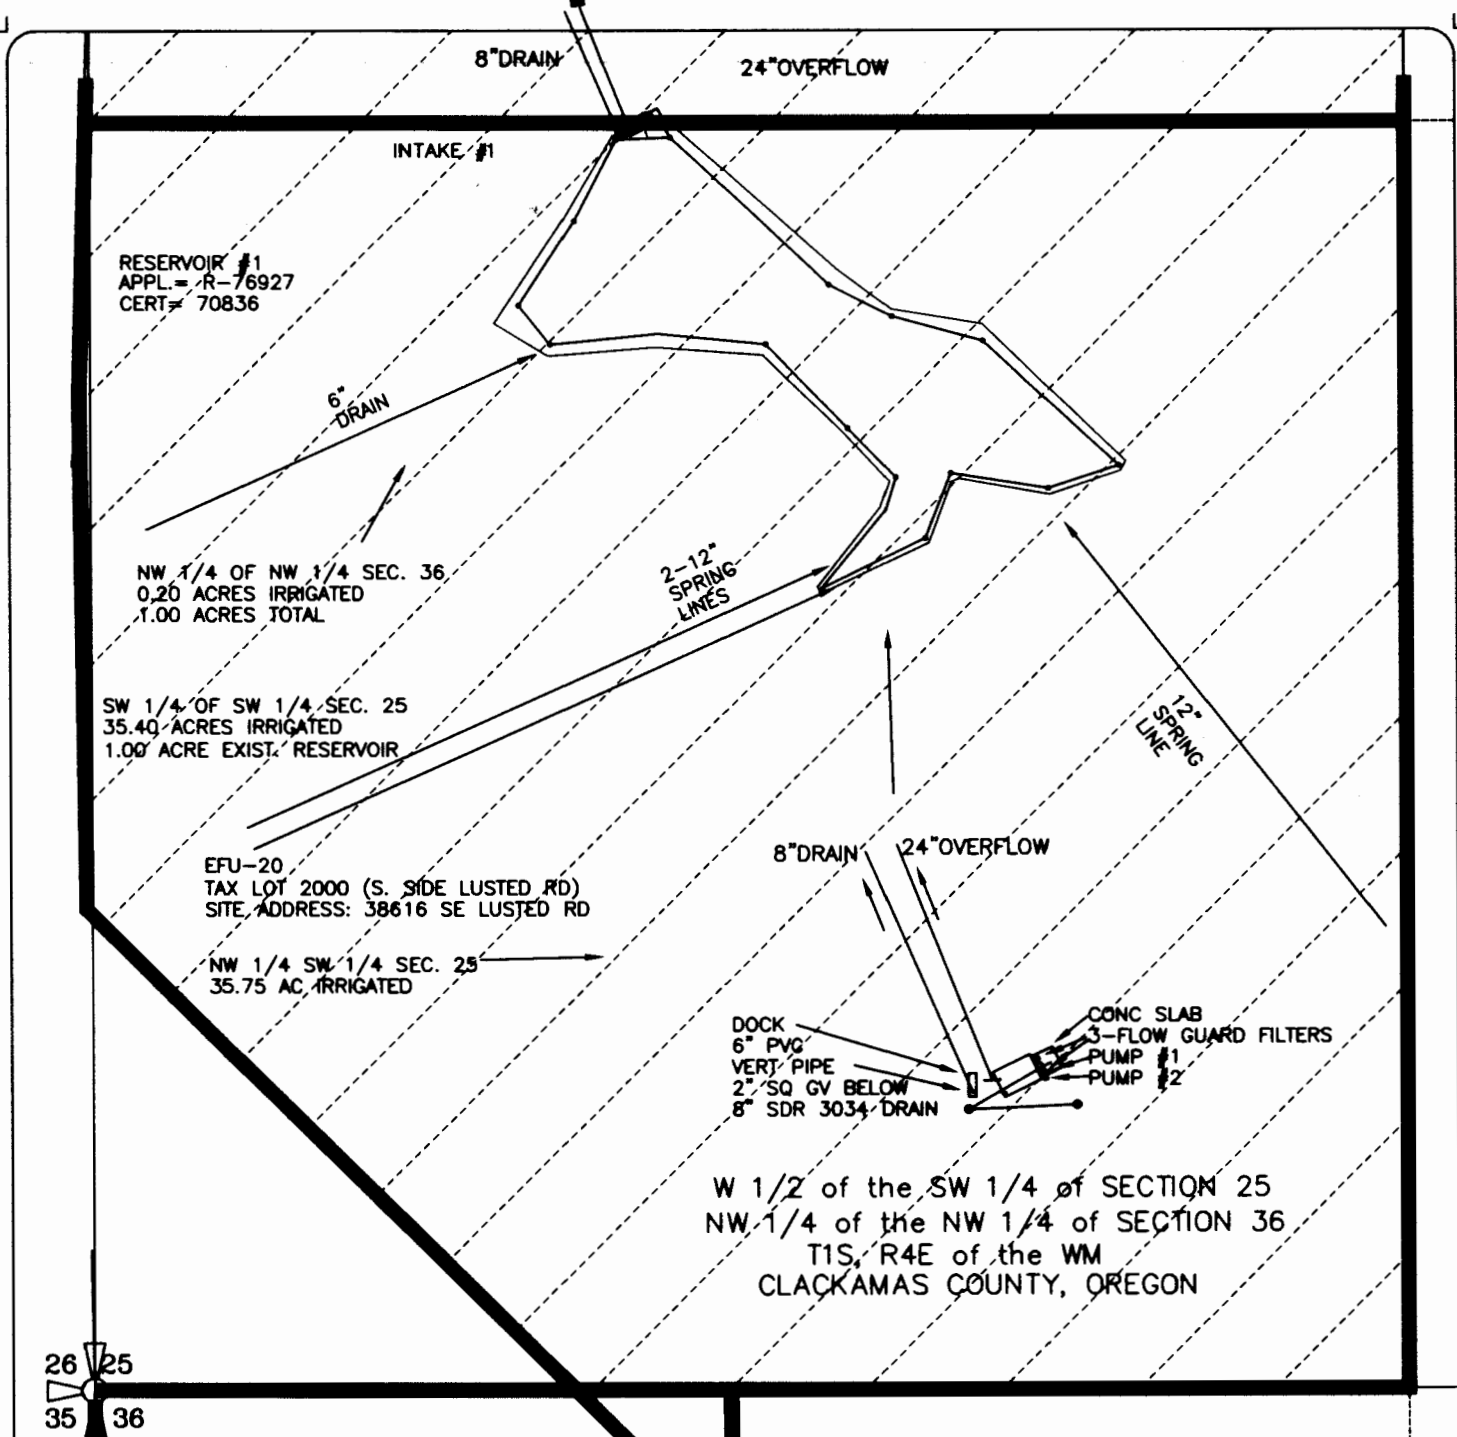 8"DRAIN
24"OVERFLOW
INTAKE #1
RESERVOIR #1
APPL.= R-76927
CERT= 70836
6"
DRAIN
NW 1/4 OF NW 1/4 SEC. 36
0.20 ACRES IRRIGATED
1.00 ACRES TOTAL
2-12"
SPRING
LINES
SW 1/4 OF SW 1/4 SEC. 25
35.40 ACRES IRRIGATED
1.00 ACRE EXIST. RESERVOIR
12"
SPRING
LINE
EFU-20
TAX LOT 2000 (S. SIDE LUSTED RD)
SITE ADDRESS: 38616 SE LUSTED RD
8"DRAIN
24"OVERFLOW
NW 1/4 SW 1/4 SEC. 25
35.75 AC IRRIGATED
DOCK
6" PVC
VERT PIPE
2" SQ GV BELOW
8" SDR 3034 DRAIN
CONC SLAB
3-FLOW GUARD FILTERS
PUMP #1
PUMP #2
W 1/2 of the SW 1/4 of SECTION 25
NW 1/4 of the NW 1/4 of SECTION 36
T1S, R4E of the WM
CLACKAMAS COUNTY, OREGON
26 25
35 36